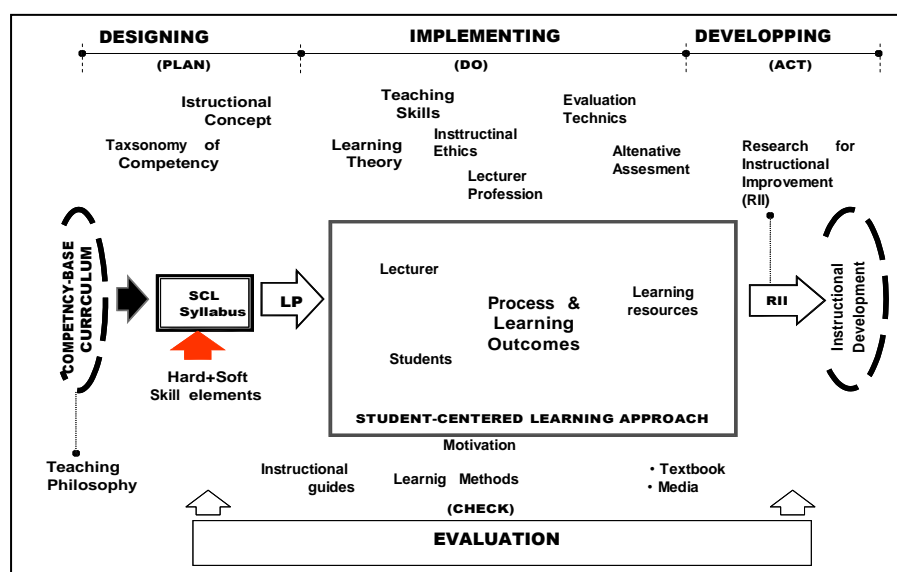 DESIGNING
IMPLEMENTING
DEVELOPPING
(PLAN)
(DO)
(ACT)
Istructional
Concept
Taxsonomy of
Competency
Teaching
Skills
Learning
Theory
Insttructinal
Ethics
Lecturer
Profession
Evaluation
Technics
Altenative
Assesment
Research for
Instructional
Improvement
(RII)
COMPETNCY-BASE
CURRCULUM
SCL
Syllabus
LP
Hard+Soft
Skill elements
Lecturer
Students
Process &
Learning
Outcomes
Learning
resources
STUDENT-CENTERED LEARNING APPROACH
RII
Instructional
Development
Teaching
Philosophy
Motivation
Instructional
guides
Learnig Methods
• Textbook
• Media
(CHECK)
EVALUATION